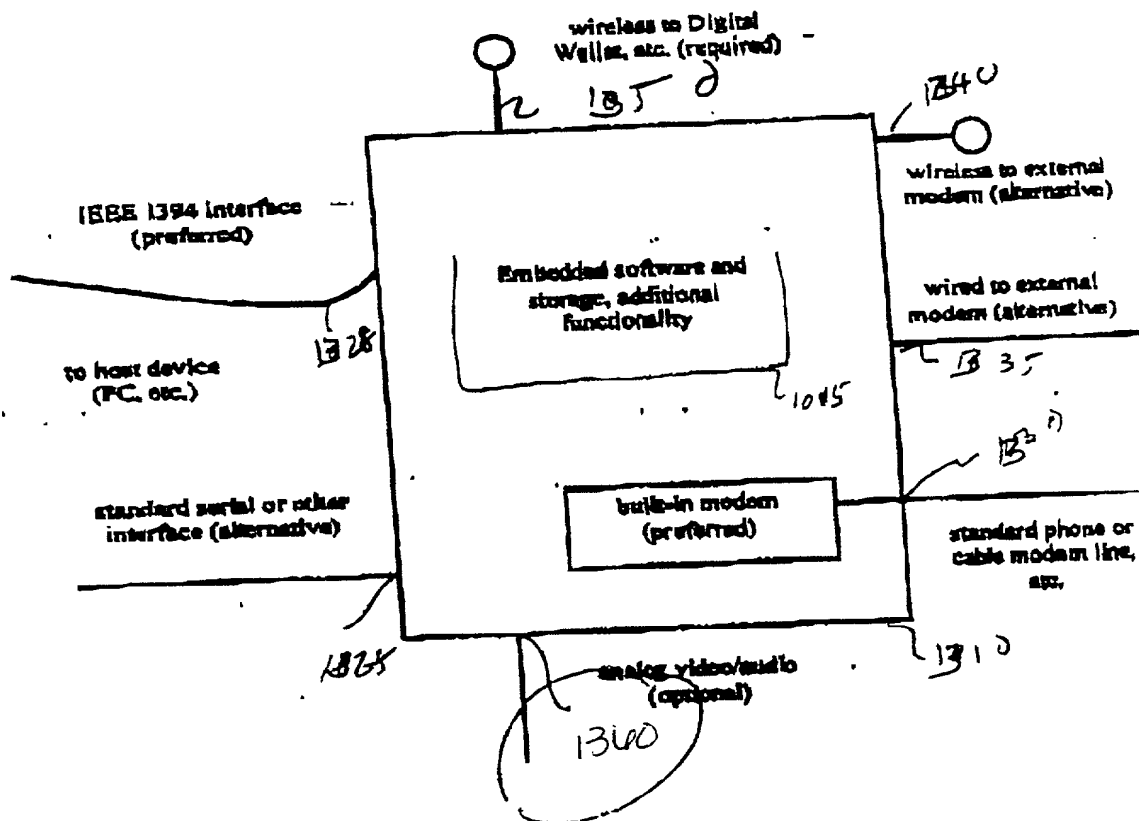 wireless to Digital
Wallet, etc. (required)
1340
wireless to external
modem (alternative)
IEEE 1394 interface
(preferred)
Embedded software and
storage, additional
functionality
wired to external
modem (alternative)
to host device
(PC, etc.)
standard serial or other
interface (alternative)
built-in modem
(preferred)
standard phone or
cable modem line,
etc.
analog video/audio
(optional)
1310
1360